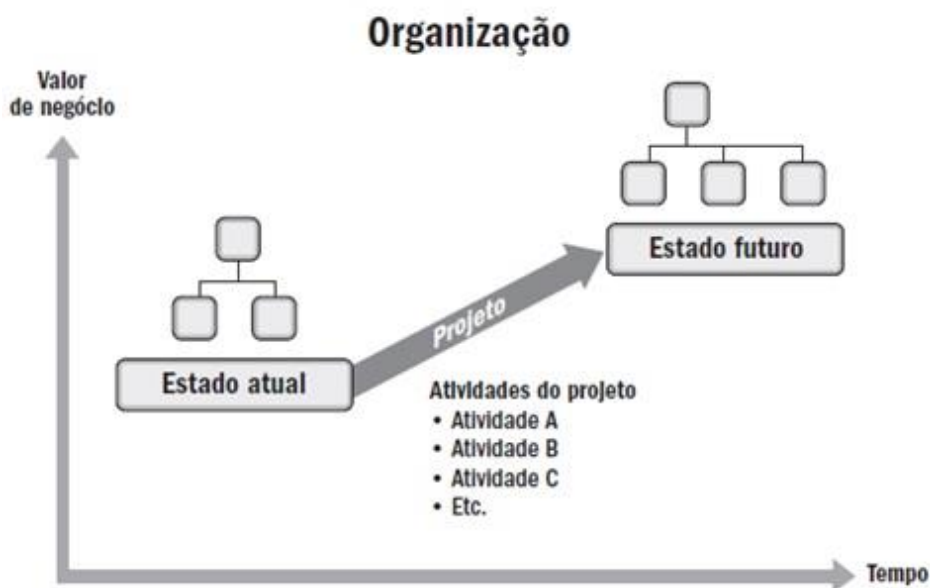 Organização
Valor
de negócio
Estado futuro
Projeto
Estado atual
Atividades do projeto
• Atividade A
• Atividade B
• Atividade C
• Etc.
Tempo